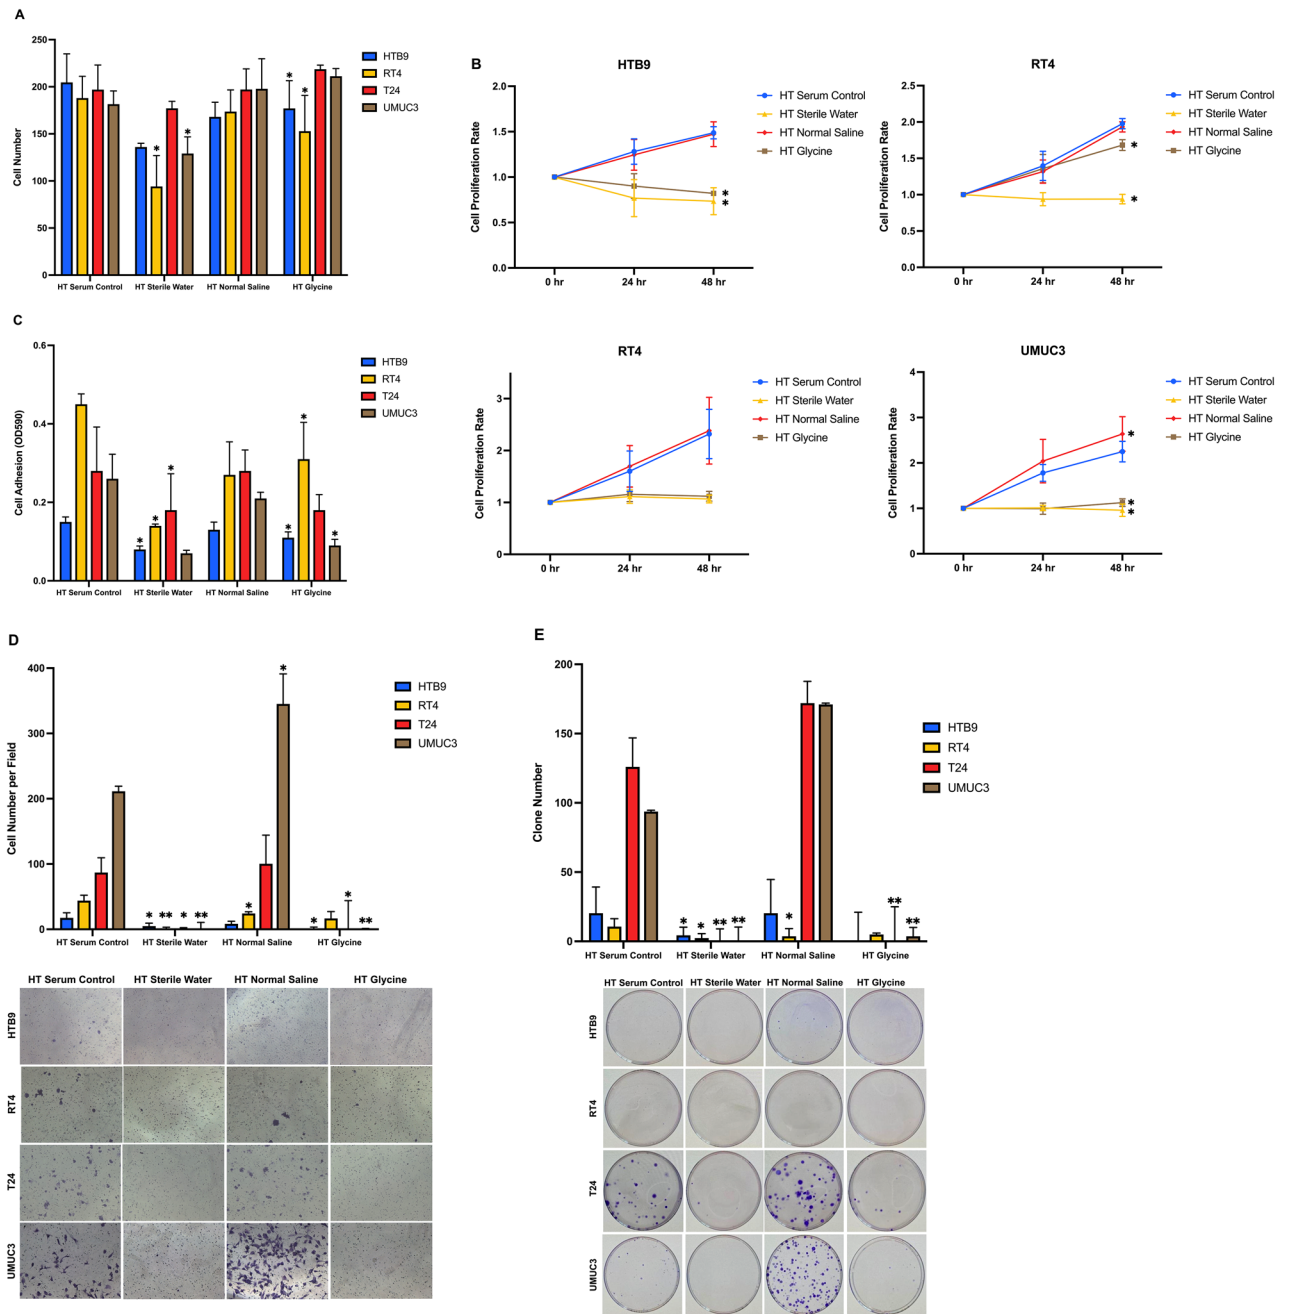 A
250
200
150
100
50
0
Cell Number
HT Serum Control
HT Sterile Water
HT Normal Saline
HT Glycine
HTB9
RT4
T24
UMUC3
*
*
*
*
B
HTB9
2.0
1.5
1.0
0.5
0.0
Cell Proliferation Rate
0 hr
24 hr
48 hr
HT Serum Control
HT Sterile Water
HT Normal Saline
HT Glycine
*
*
RT4
2.5
2.0
1.5
1.0
0.5
0.0
Cell Proliferation Rate
0 hr
24 hr
48 hr
HT Serum Control
HT Sterile Water
HT Normal Saline
HT Glycine
*
*
C
0.6
0.4
0.2
0.0
Cell Adhesion (OD590)
HT Serum Control
HT Sterile Water
HT Normal Saline
HT Glycine
HTB9
RT4
T24
UMUC3
*
*
*
*
*
*
RT4
3
2
1
0
Cell Proliferation Rate
0 hr
24 hr
48 hr
HT Serum Control
HT Sterile Water
HT Normal Saline
HT Glycine
UMUC3
4
3
2
1
0
Cell Proliferation Rate
0 hr
24 hr
48 hr
HT Serum Control
HT Sterile Water
HT Normal Saline
HT Glycine
*
*
*
D
400
300
200
100
0
Cell Number per Field
HT Serum Control
HT Sterile Water
HT Normal Saline
HT Glycine
HTB9
RT4
T24
UMUC3
*
**
*
**
*
*
*
*
**
HT Serum Control
HT Sterile Water
HT Normal Saline
HT Glycine
HTB9
RT4
T24
UMUC3
E
200
150
100
50
0
Clone Number
HT Serum Control
HT Sterile Water
HT Normal Saline
HT Glycine
HTB9
RT4
T24
UMUC3
*
*
**
**
*
**
**
HT Serum Control
HT Sterile Water
HT Normal Saline
HT Glycine
HTB9
RT4
T24
UMUC3